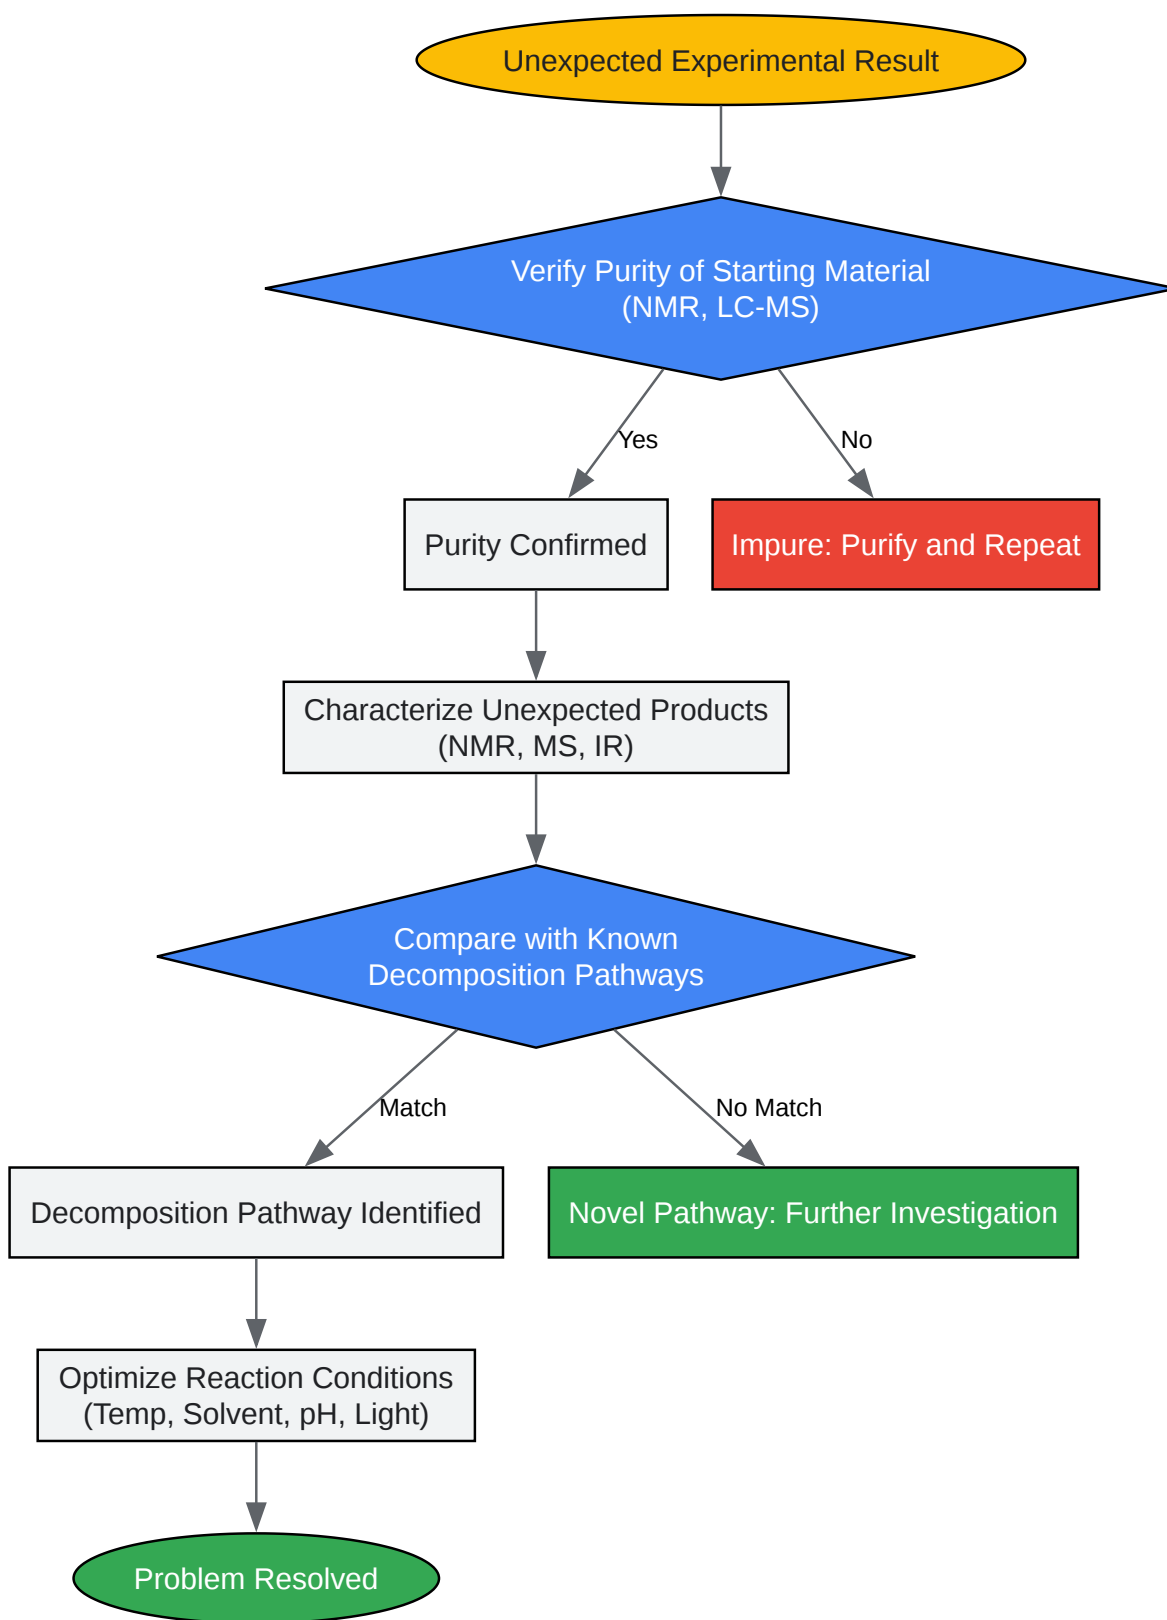 Unexpected Experimental Result
Verify Purity of Starting Material
(NMR, LC-MS)
Yes
No
Purity Confirmed
Impure: Purify and Repeat
Characterize Unexpected Products
(NMR, MS, IR)
Compare with Known
Decomposition Pathways
Match
No Match
Decomposition Pathway Identified
Novel Pathway: Further Investigation
Optimize Reaction Conditions
(Temp, Solvent, pH, Light)
Problem Resolved